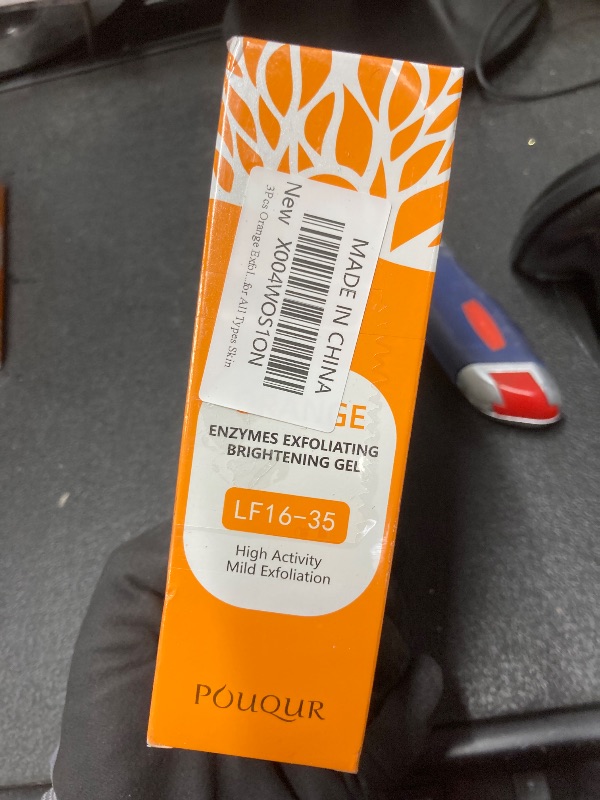 MADE IN CHINA
X004WOS1ON
New
3Pcs Orange Exfol...for All Types Skin
ENZYMES EXFOLIATING
BRIGHTENING GEL
LF16-35
High Activity
Mild Exfoliation
POUQUR